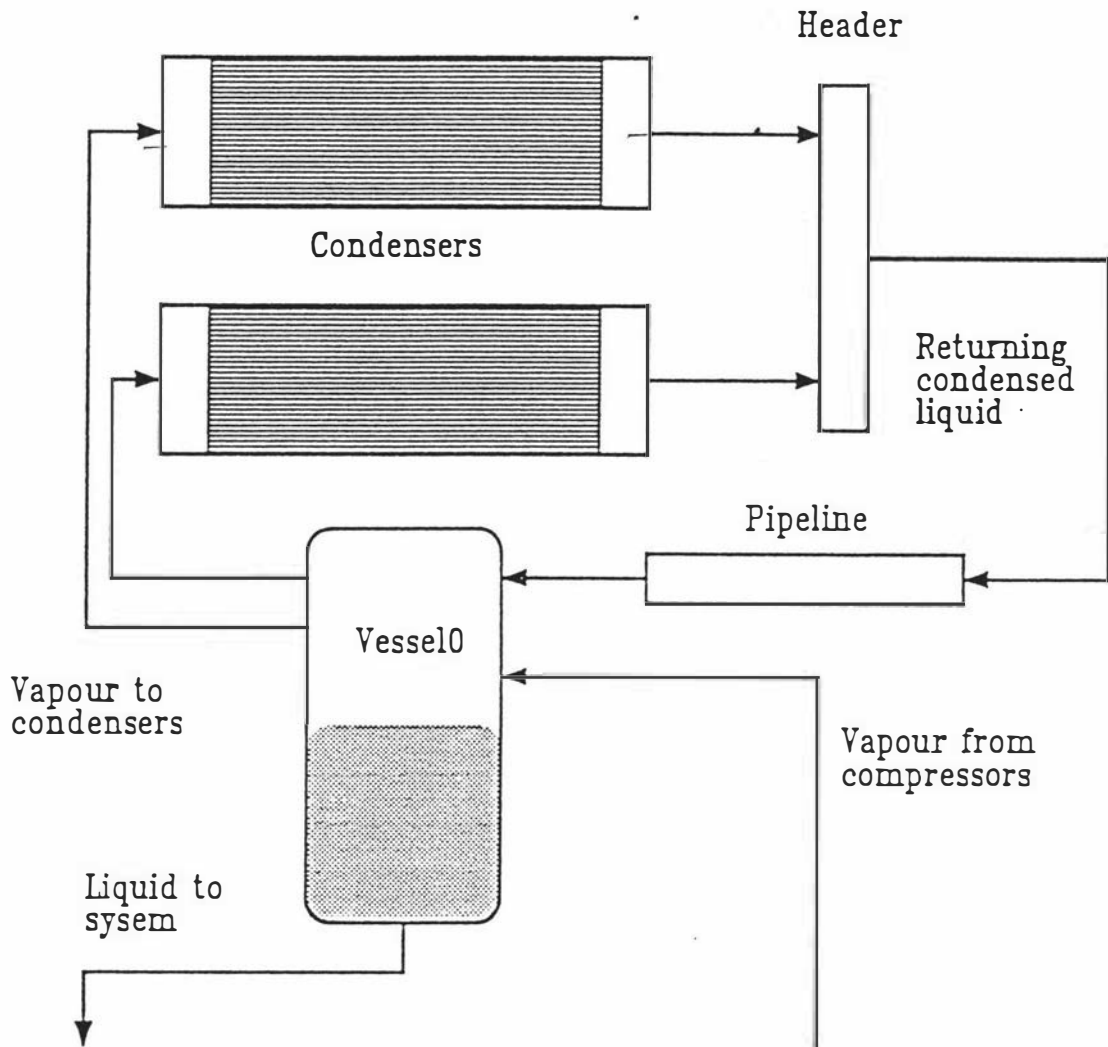 Header
Condensers
Returning
condensed
liquid
Pipeline
Vessel0
Vapour to
condensers
Vapour from
compressors
Liquid to
sysem